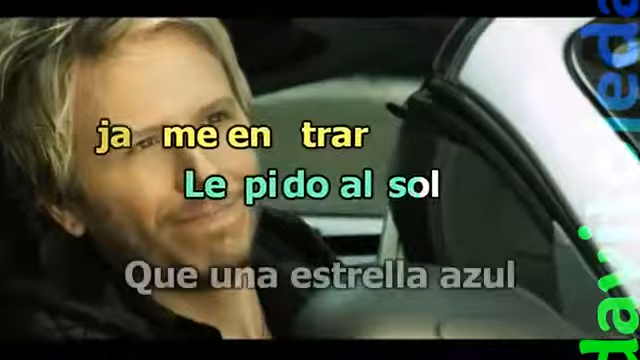 ja me en trar
Le pido al sol
Que una estrella azul